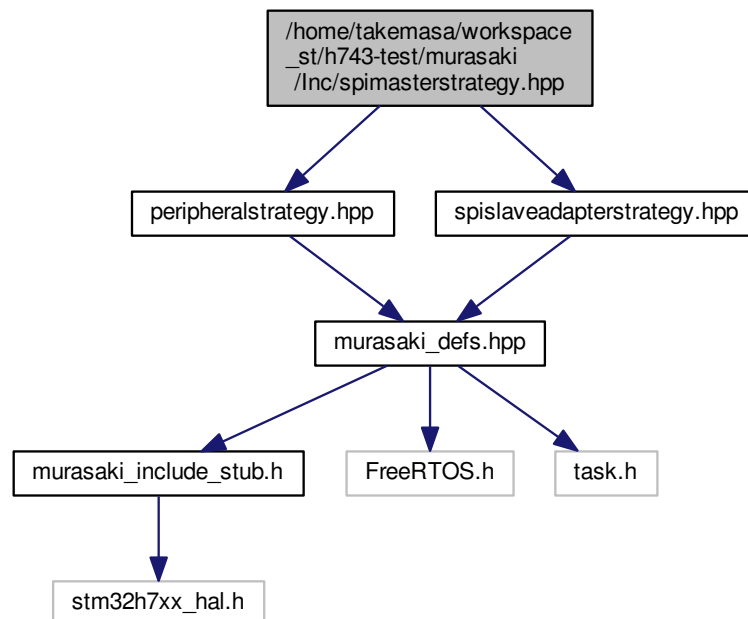 /home/takemasa/workspace
_st/h743-test/murasaki
/Inc/spimasterstrategy.hpp
peripheralstrategy.hpp
spislaveadapterstrategy.hpp
murasaki_defs.hpp
murasaki_include_stub.h
FreeRTOS.h
task.h
stm32h7xx_hal.h